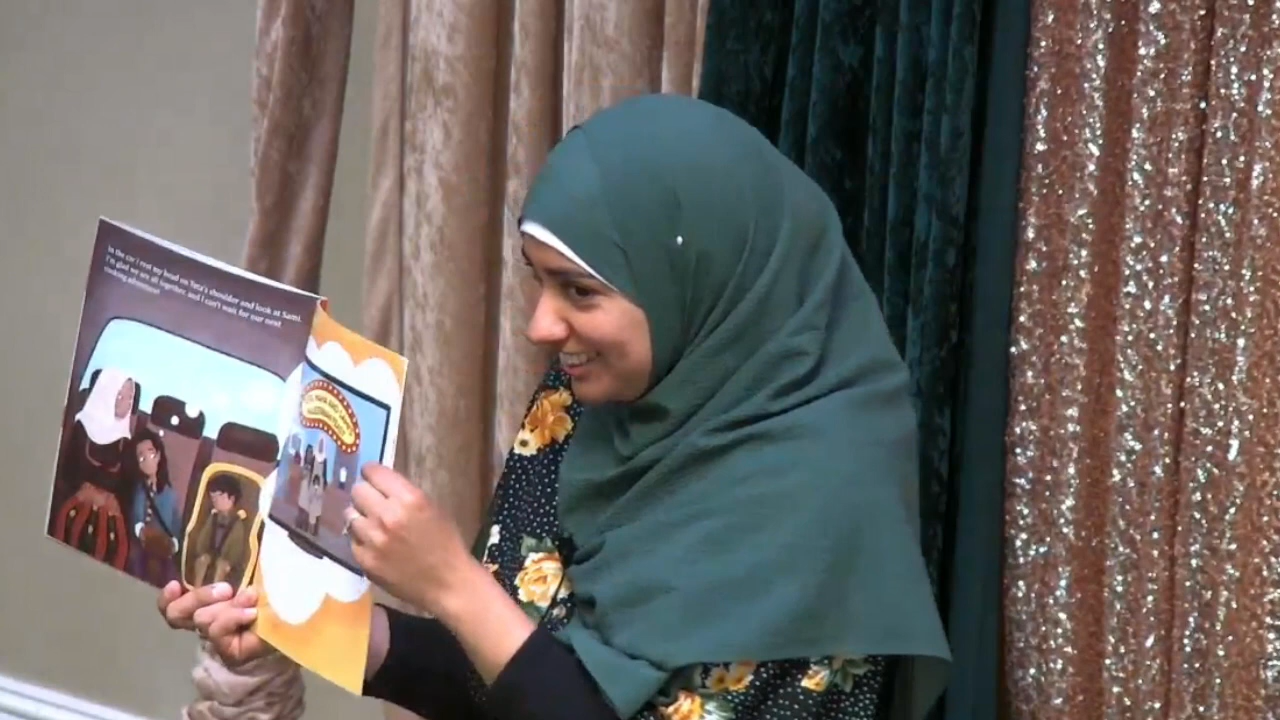 In the car I rest my head on Teta's shoulder and look at Sami.
I'm glad we are all together, and I can't wait for our next
cooking adventure!